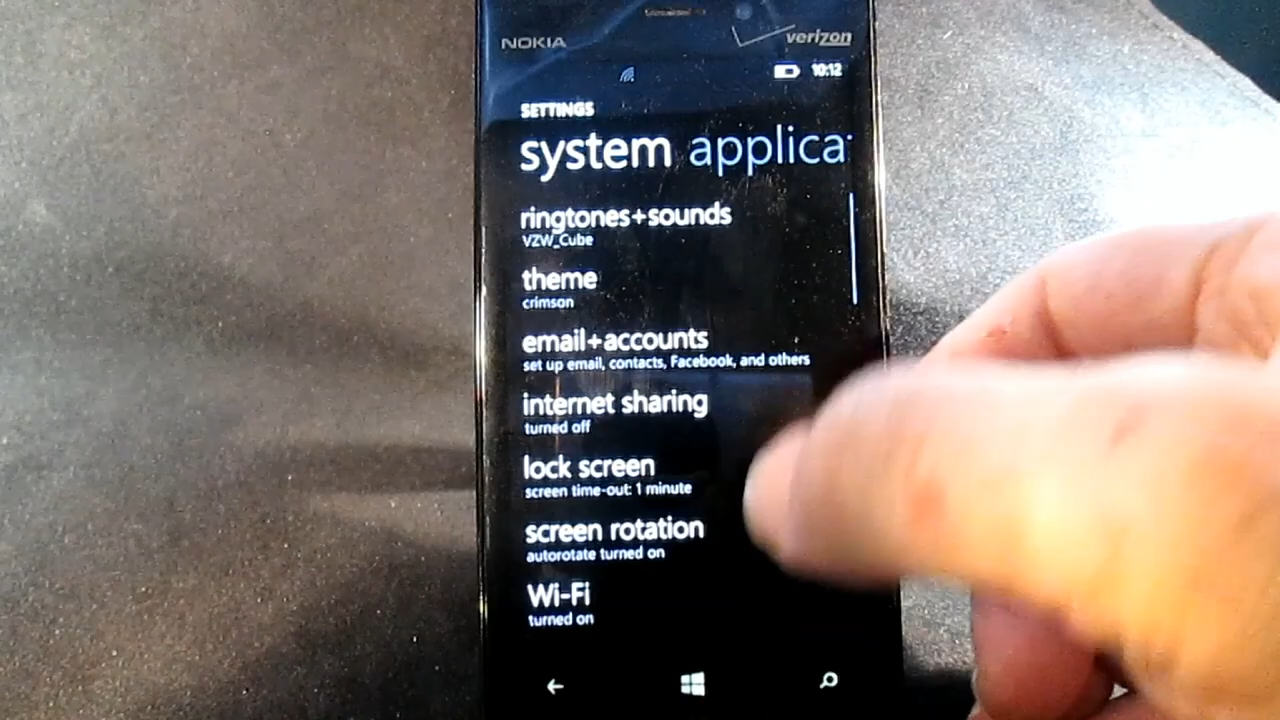 NOKIA
verizon
10:12
SETTINGS
system applica
ringtones+sounds
VZW_Cube
theme
crimson
email+accounts
set up email, contacts, Facebook, and others
internet sharing
turned off
lock screen
screen time-out: 1 minute
screen rotation
autorotate turned on
Wi-Fi
turned on